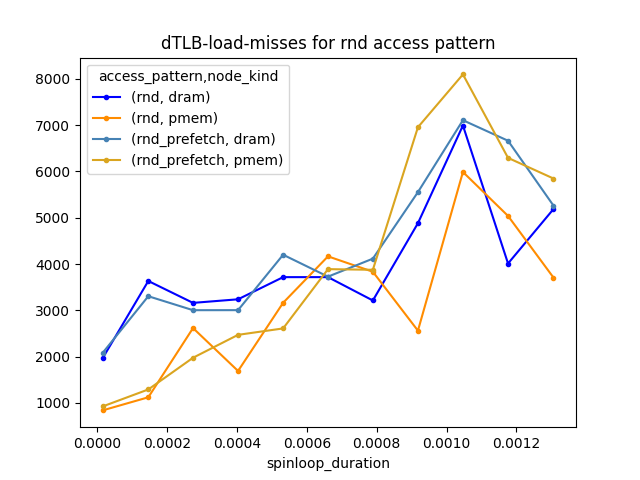 dTLB-load-misses for rnd access pattern
access_pattern,node_kind
(rnd, dram)
(rnd, pmem)
(rnd_prefetch, dram)
(rnd_prefetch, pmem)
8000
7000
6000
5000
4000
3000
2000
1000
0.0000 0.0002 0.0004 0.0006 0.0008 0.0010 0.0012
spinloop_duration